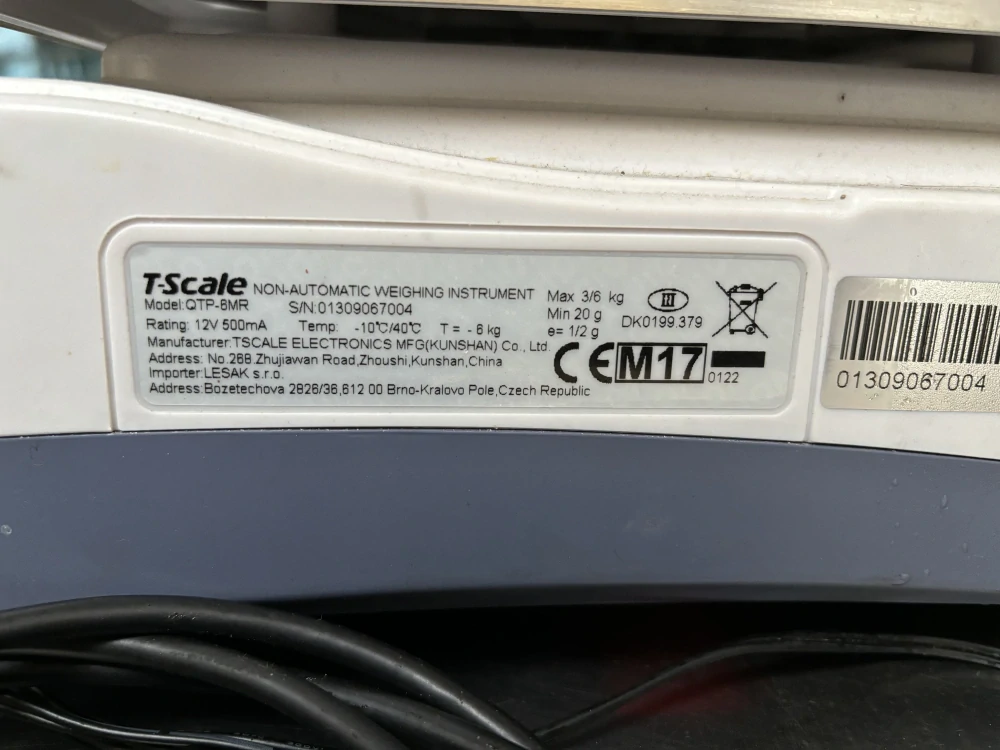 T-Scale NON-AUTOMATIC WEIGHING INSTRUMENT
Model:QTP-6MR S/N:01309067004
Rating: 12V 500mA Temp: -10℃/40℃ T = - 6 kg
Manufacturer:TSCALE ELECTRONICS MFG(KUNSHAN) Co., Ltd
Address: No.268 Zhujiawan Road,Zhoushi,Kunshan,China
Importer:LESAK s.r.o.
Address:Bozetechova 2826/36,612 00 Brno-Kralovo Pole,Czech Republic
Max 3/6 kg
Min 20 g
e= 1/2 g
III
DK0199.379
CE M17 0122
0
01309067004